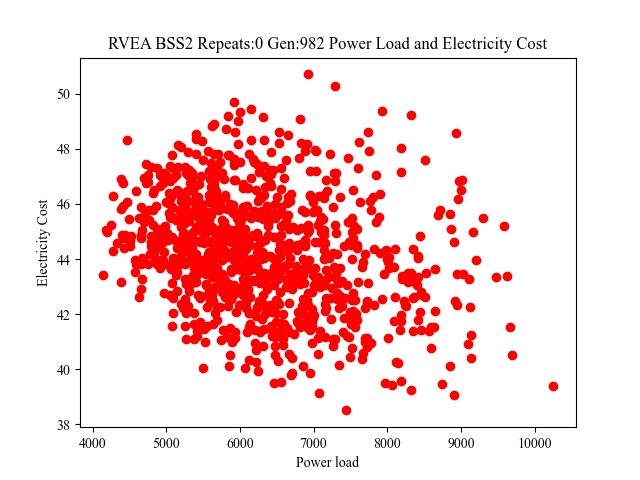 RVEA BSS2 Repeats:0 Gen:982 Power Load and Electricity Cost
50
48
46
44
42
40
38
Electricity Cost
4000 5000 6000 7000 8000 9000 10000
Power load